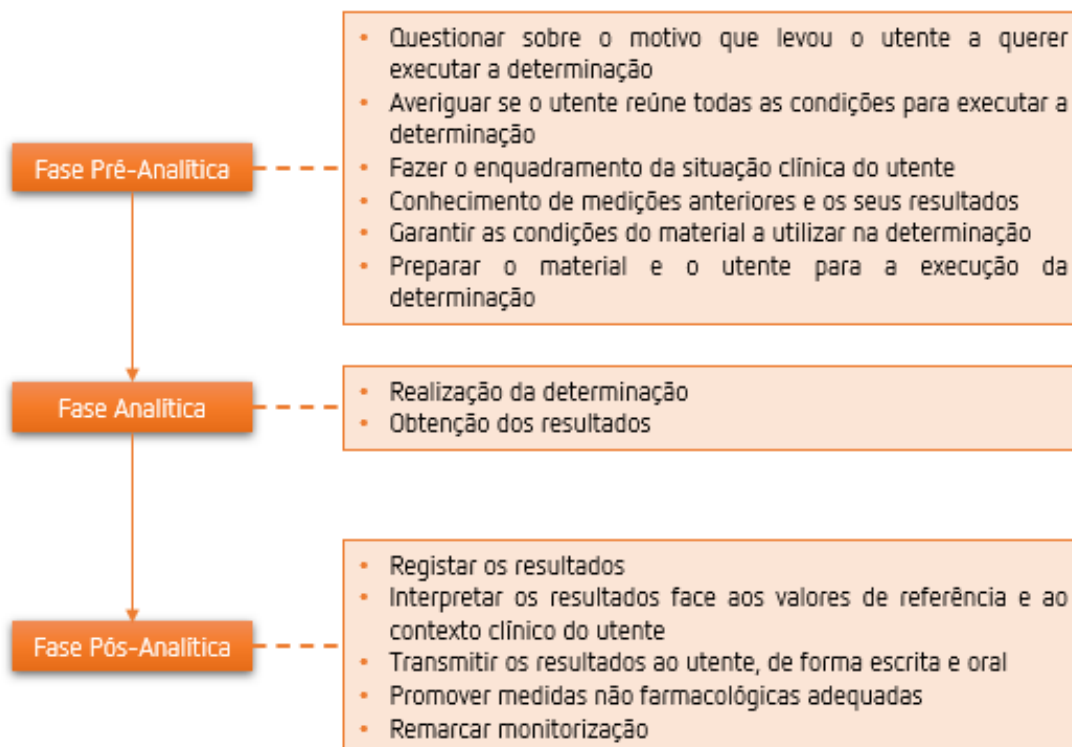 Fase Pré-Analítica
• Questionar sobre o motivo que levou o utente a querer
executar a determinação
• Averiguar se o utente reúne todas as condições para executar a
determinação
• Fazer o enquadramento da situação clínica do utente
• Conhecimento de medições anteriores e os seus resultados
• Garantir as condições do material a utilizar na determinação
• Preparar o material e o utente para a execução da
determinação
Fase Analítica
• Realização da determinação
• Obtenção dos resultados
Fase Pós-Analítica
• Registar os resultados
• Interpretar os resultados face aos valores de referência e ao
contexto clínico do utente
• Transmitir os resultados ao utente, de forma escrita e oral
• Promover medidas não farmacológicas adequadas
• Remarcar monitorização